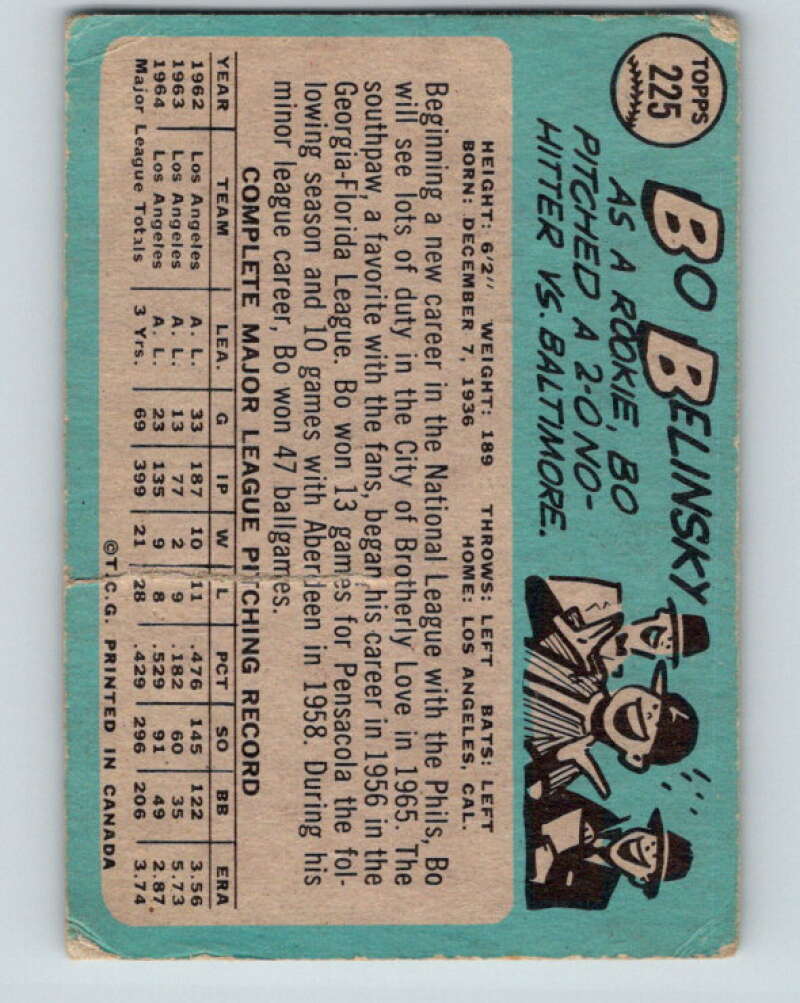 TOPPS
225
BO BELINSKY
AS A ROOKIE, BO
PITCHED A 2-0 NO-
HITTER VS. BALTIMORE.
HEIGHT: 6'2" WEIGHT: 189 THROWS: LEFT BATS: LEFT
BORN: DECEMBER 7, 1936 HOME: LOS ANGELES, CAL.
Beginning a new career in the National League with the Phils, Bo
will see lots of duty in the City of Brotherly Love in 1965. The
southpaw, a favorite with the fans, began his career in 1956 in the
Georgia-Florida League. Bo won 13 games for Pensacola the fol-
lowing season and 10 games with Aberdeen in 1958. During his
minor league career, Bo won 47 ballgames.
COMPLETE MAJOR LEAGUE PITCHING RECORD
YEAR TEAM LEA. G IP W L PCT SO BB ERA
1962 Los Angeles A. L. 33 187 10 11 .476 145 122 3.56
1963 Los Angeles A. L. 13 77 2 9 .182 60 35 5.73
1964 Los Angeles A. L. 23 135 9 8 .529 91 49 2.87
Major League Totals 3 Yrs. 69 399 21 28 .429 296 206 3.74
©T.C.G. PRINTED IN CANADA